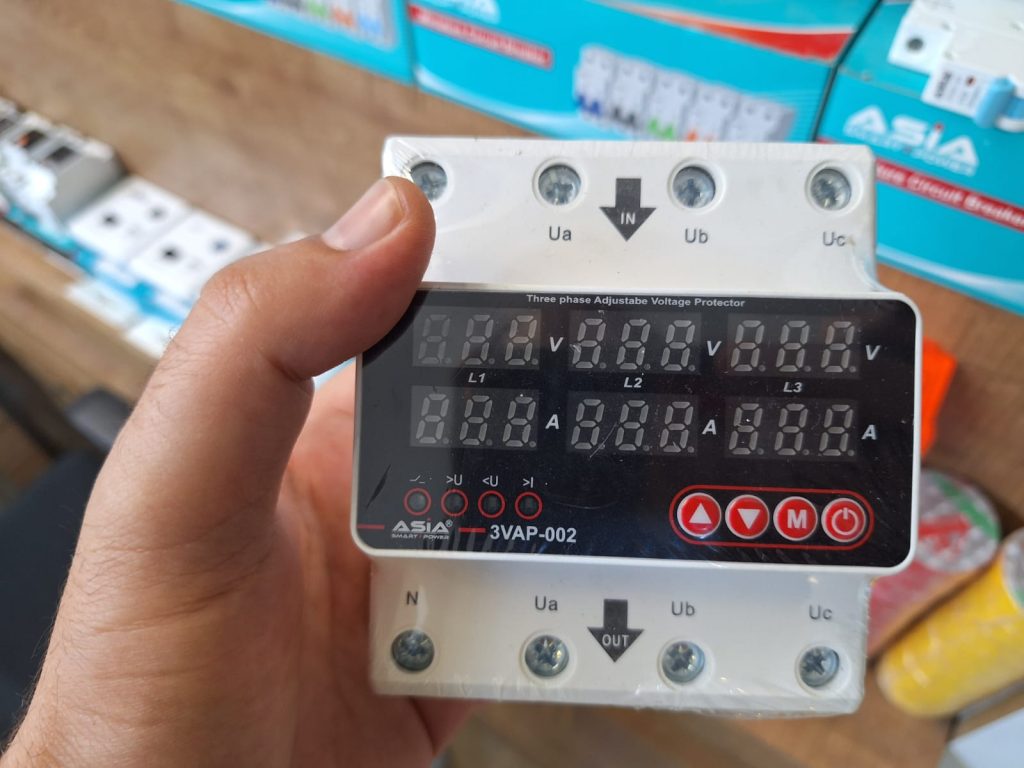 ASIA
ASIA
Ua
IN
Ub
Uc
Three phase Adjustabe Voltage Protector
V
V
V
L1
L2
L3
A
A
A
>U
<U
>I
M
ASIA®
SMART POWER
3VAP-002
N
Ua
OUT
Ub
Uc